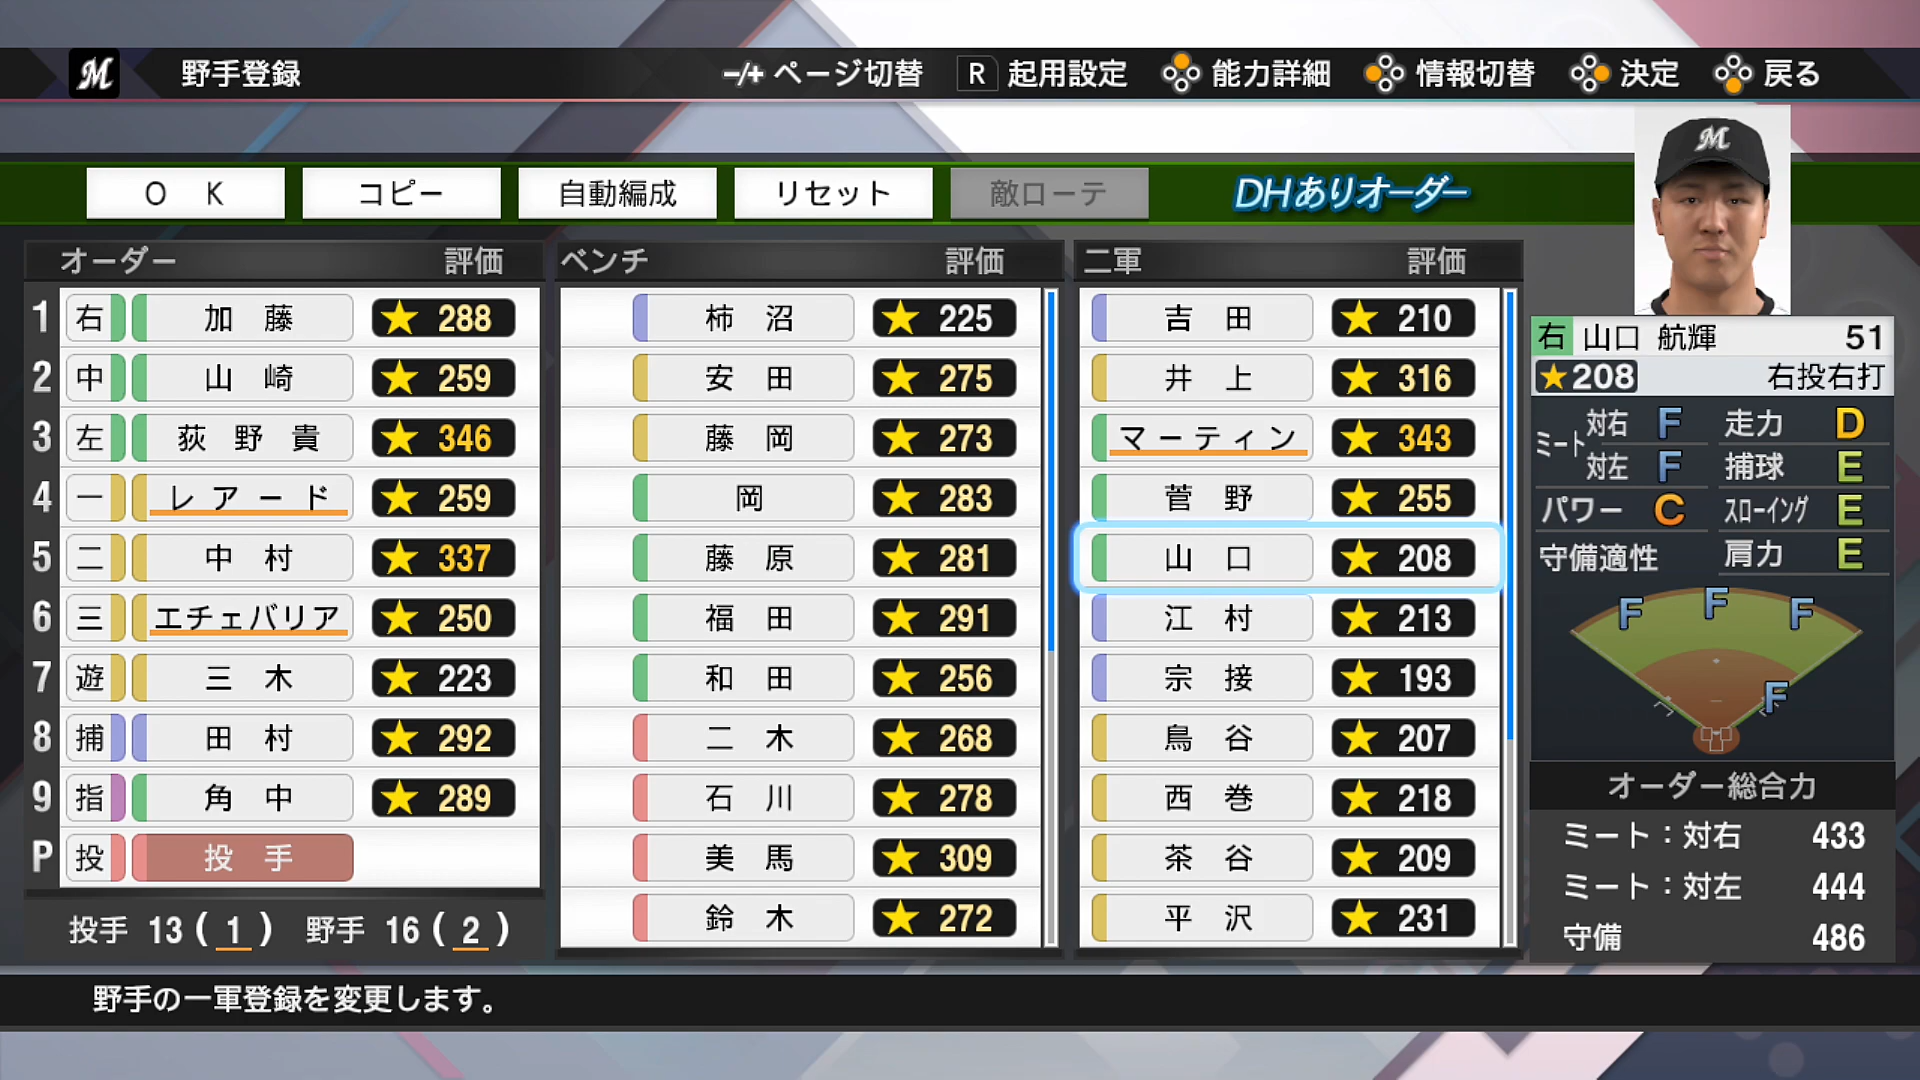 M 野手登録 -/+ ページ切替 R 起用設定 能力詳細 情報切替 決定 戻る
OK コピー 自動編成 リセット 敵ローテ DHありオーダー
オーダー 評価
1 右 加藤 ★288
2 中 山崎 ★259
3 左 荻野貴 ★346
4 一 レアード ★259
5 二 中村 ★337
6 三 エチェバリア ★250
7 遊 三木 ★223
8 捕 田村 ★292
9 指 角中 ★289
P 投 投手
投手 13(1) 野手 16(2)
ベンチ 評価
柿沼 ★225
安田 ★275
藤岡 ★273
岡 ★283
藤原 ★281
福田 ★291
和田 ★256
二木 ★268
石川 ★278
美馬 ★309
鈴木 ★272
二軍 評価
吉田 ★210
井上 ★316
マーティン ★343
菅野 ★255
山口 ★208
江村 ★213
宗接 ★193
鳥谷 ★207
西巻 ★218
茶谷 ★209
平沢 ★231
M
右 山口 航輝 51
★208 右投右打
ミート 対右 F 走力 D
対左 F 捕球 E
パワー C スローイング E
守備適性 肩力 E
F F F
F
オーダー総合力
ミート：対右 433
ミート：対左 444
守備 486
野手の一軍登録を変更します。